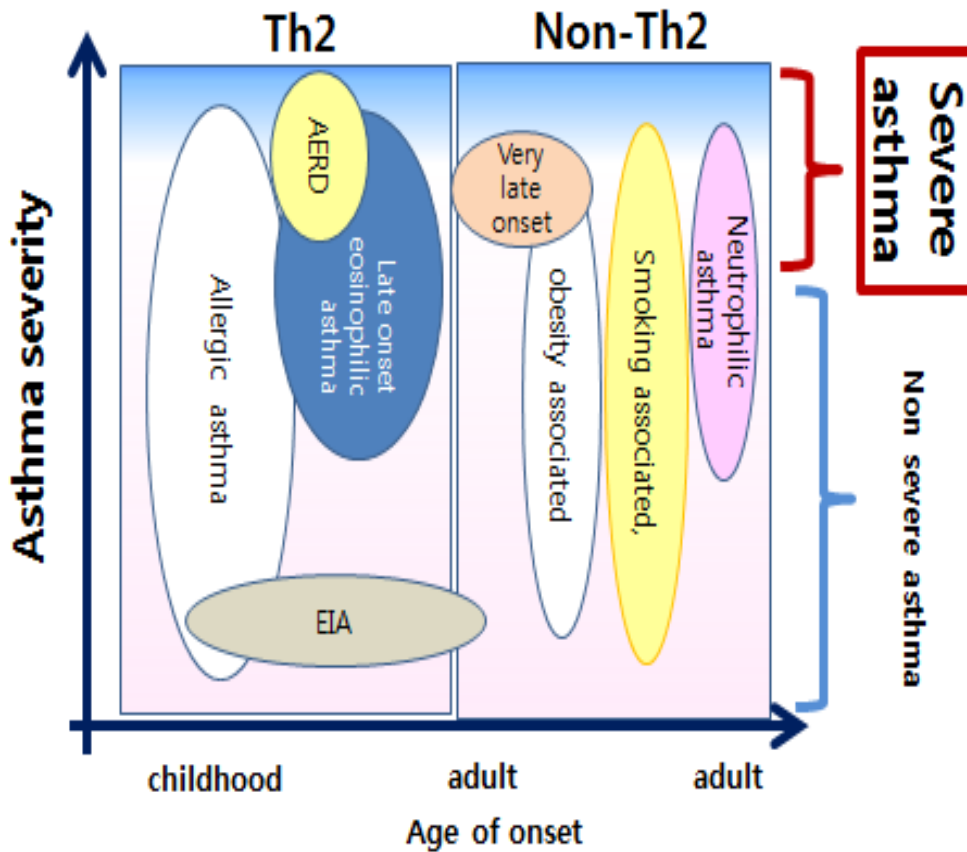 Th2
Non-Th2
Severe
asthma
Asthma severity
AERD
Late onset
eosinophilic
asthma
Allergic asthma
EIA
Very
late
onset
obesity associated
Smoking associated,
Neutrophilic
asthma
Non severe asthma
childhood
adult
adult
Age of onset